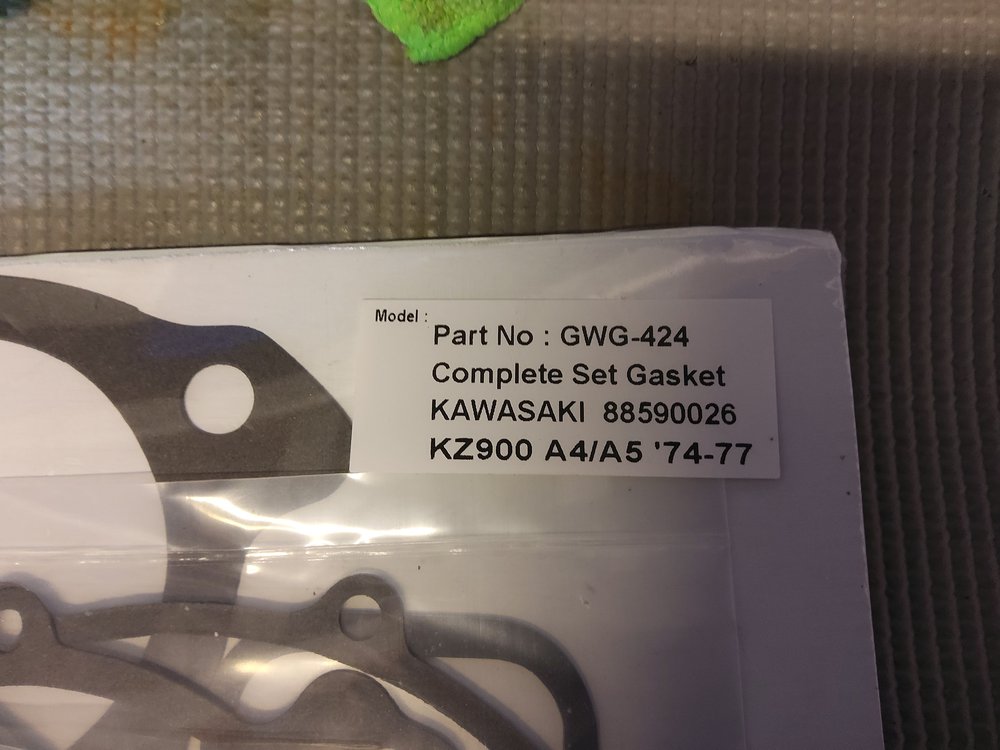 Model :
Part No : GWG-424
Complete Set Gasket
KAWASAKI 88590026
KZ900 A4/A5 '74-77